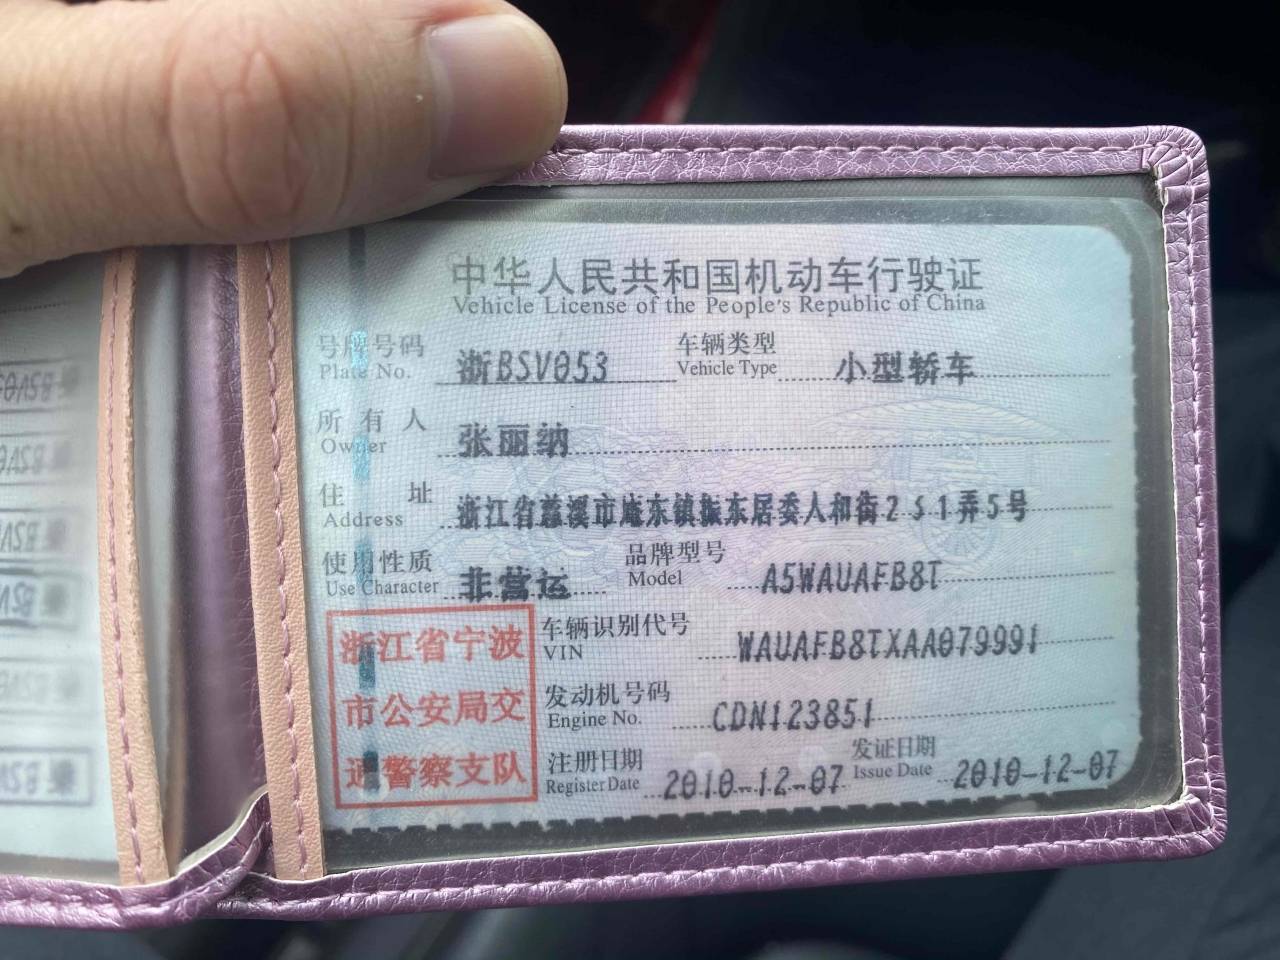 中华人民共和国机动车行驶证
Vehicle License of the People's Republic of China
号牌号码 浙BSV053 车辆类型 小型轿车
Plate No. Vehicle Type
所有人 张丽纳
Owner
住址 浙江省慈溪市庵东镇振东居委人和街251弄5号
Address
使用性质 非营运 品牌型号 A5WAUAFB8T
Use Character Model
浙江省宁波
市公安局交
通警察支队
车辆识别代号 WAUAFB8TXAA079991
VIN
发动机号码 CDN123851
Engine No.
注册日期 2010-12-07 发证日期 2010-12-07
Register Date Issue Date